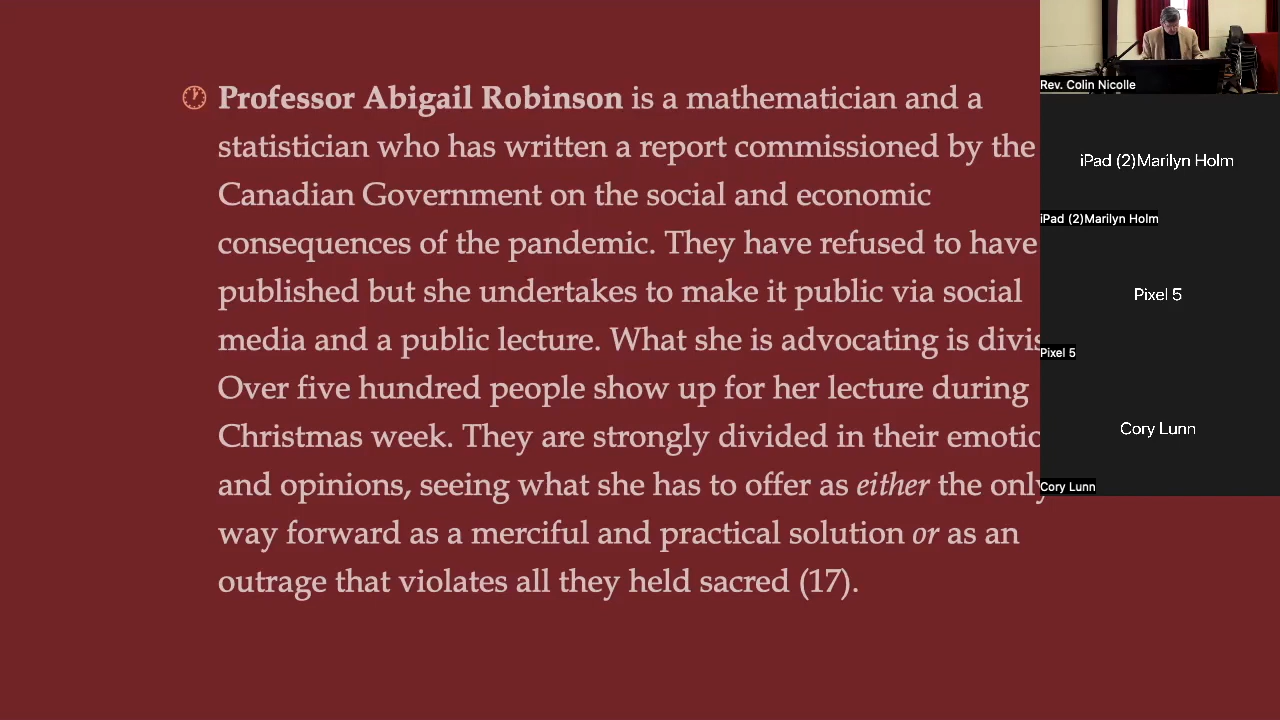 Professor Abigail Robinson is a mathematician and a
statistician who has written a report commissioned by the
Canadian Government on the social and economic
consequences of the pandemic. They have refused to have
published but she undertakes to make it public via social
media and a public lecture. What she is advocating is divis
Over five hundred people show up for her lecture during
Christmas week. They are strongly divided in their emotio
and opinions, seeing what she has to offer as either the only
way forward as a merciful and practical solution or as an
outrage that violates all they held sacred (17).
Rev. Colin Nicolle
iPad (2)Marilyn Holm
iPad (2)Marilyn Holm
Pixel 5
Pixel 5
Cory Lunn
Cory Lunn